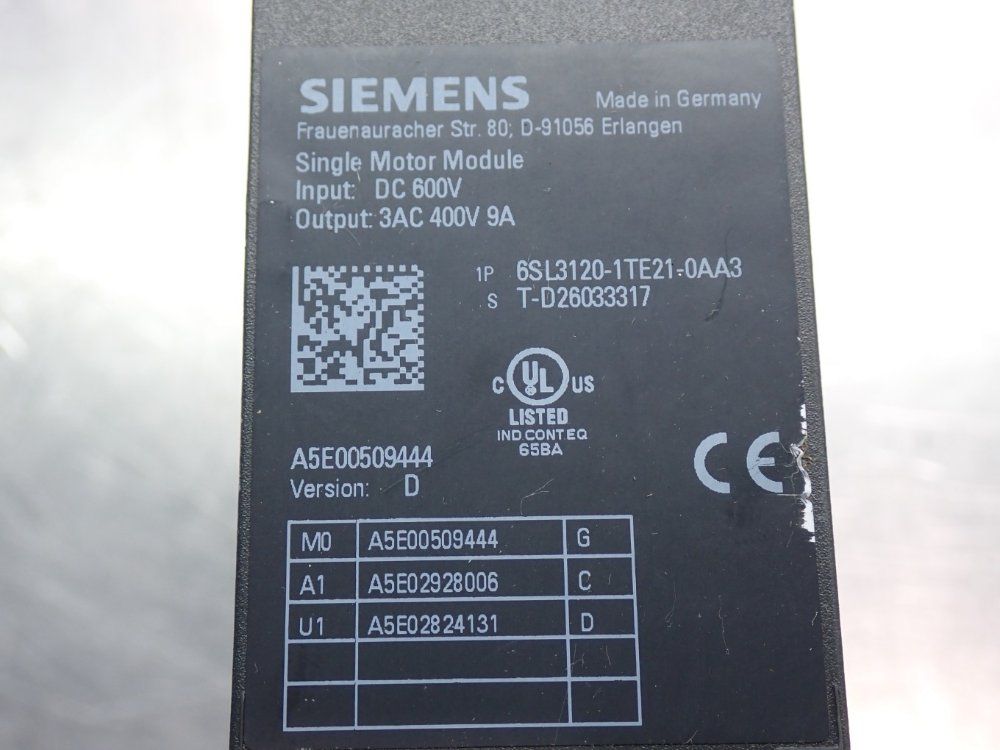 SIEMENS
Made in Germany
Frauenauracher Str. 80; D-91056 Erlangen
Single Motor Module
Input: DC 600V
Output: 3AC 400V 9A
1P 6SL3120-1TE21-0AA3
S T-D26033317
C UL US
LISTED
IND CONT EQ
65BA
A5E00509444
Version: D
CE
M0 A5E00509444 G
A1 A5E02928006 C
U1 A5E02824131 D